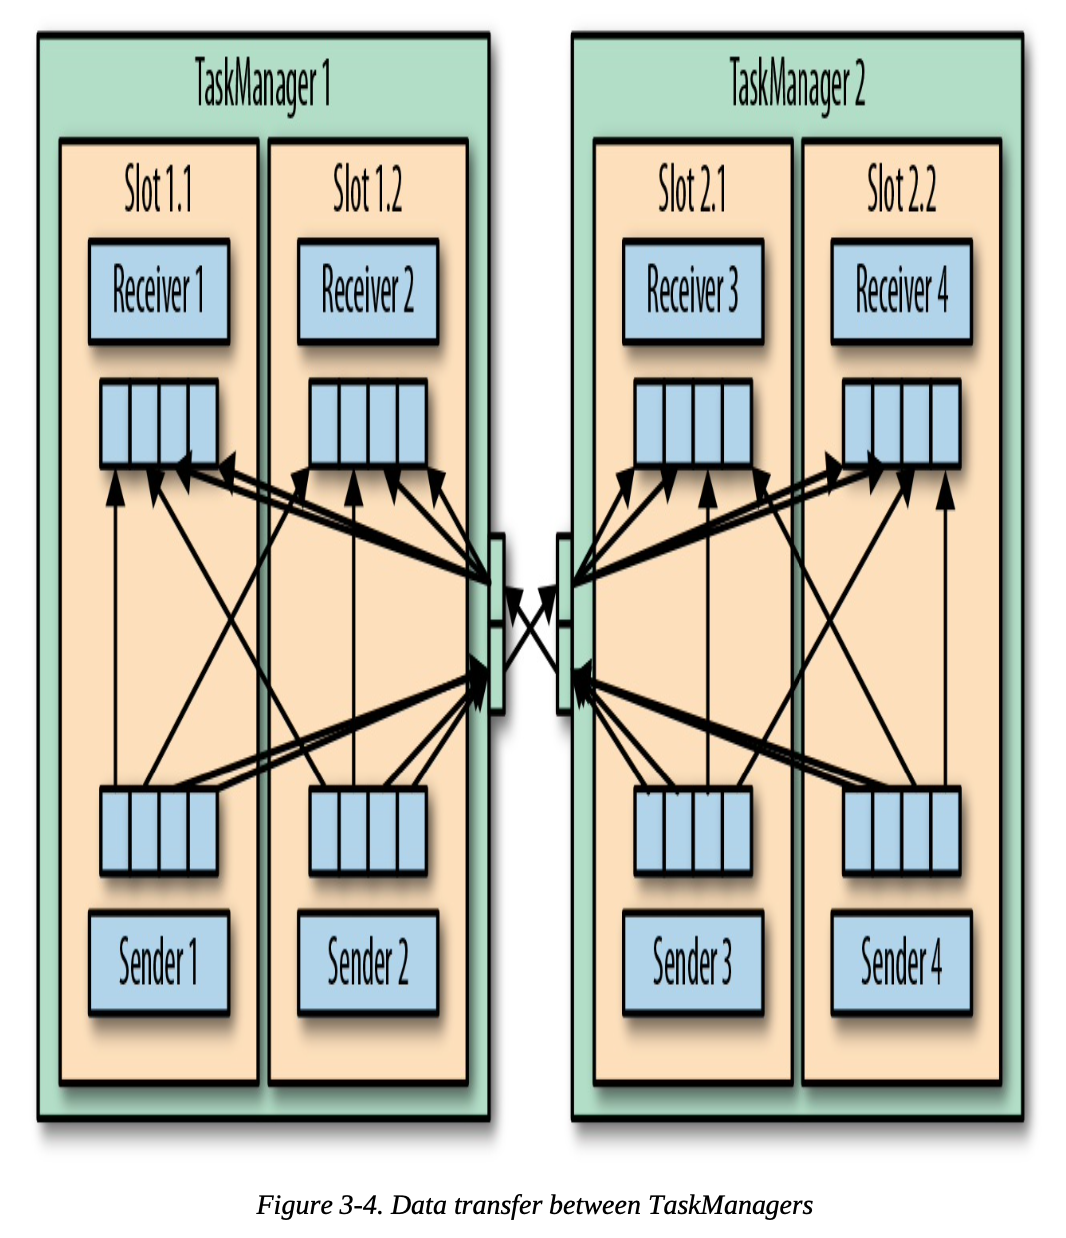 TaskManager 1
TaskManager 2
Slot 1.1
Slot 1.2
Slot 2.1
Slot 2.2
Receiver 1
Receiver 2
Receiver 3
Receiver 4
Sender 1
Sender 2
Sender 3
Sender 4
Figure 3-4. Data transfer between TaskManagers